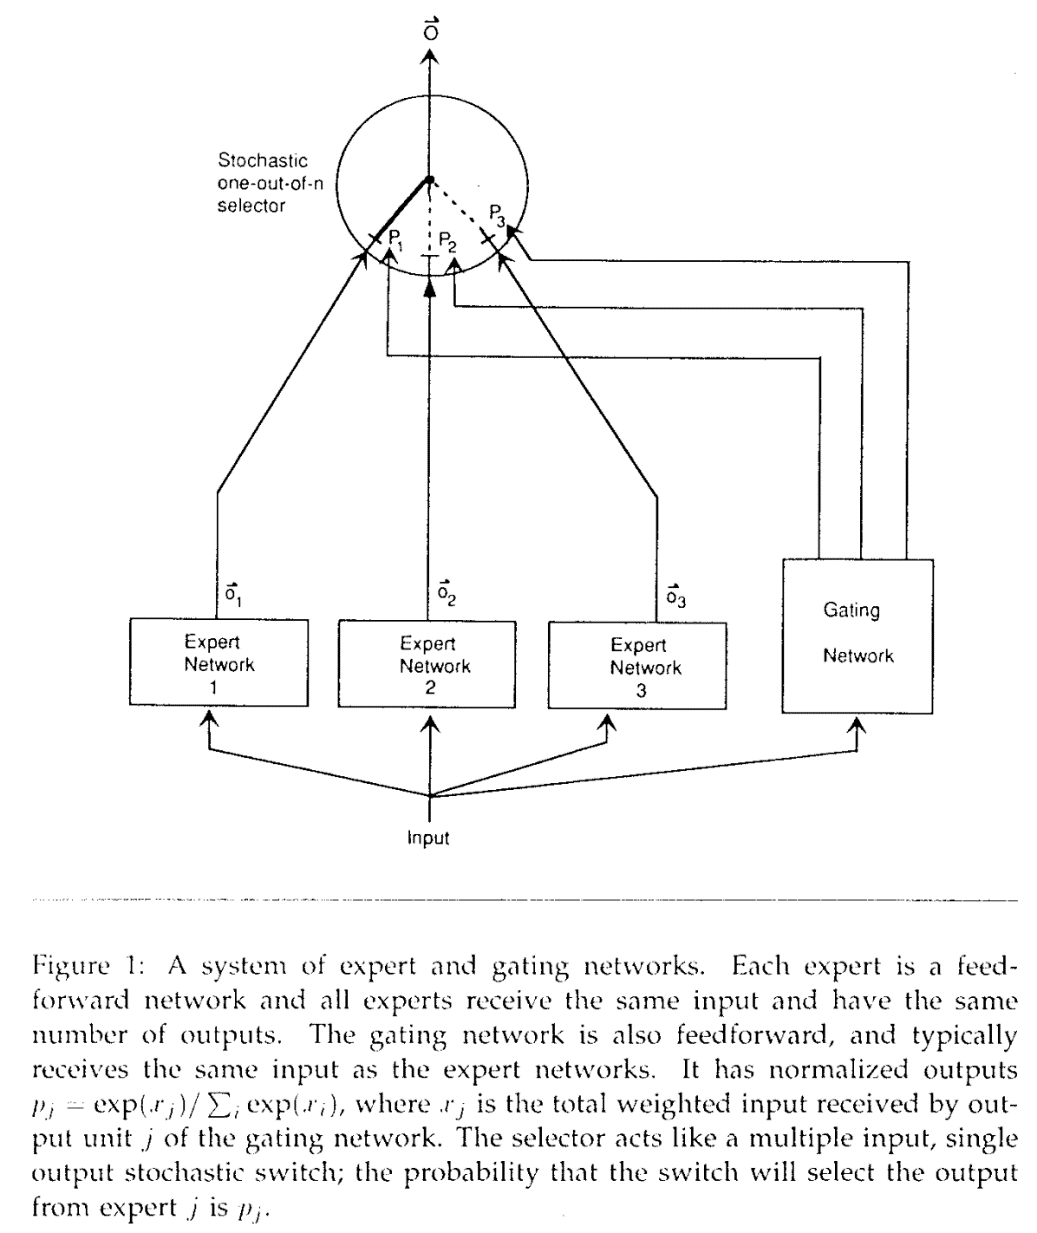 o⃗
Stochastic
one-out-of-n
selector
P₁
P₂
P₃
o⃗₁
o⃗₂
o⃗₃
Expert
Network
1
Expert
Network
2
Expert
Network
3
Gating
Network
Input
Figure 1: A system of expert and gating networks. Each expert is a feed-
forward network and all experts receive the same input and have the same
number of outputs. The gating network is also feedforward, and typically
receives the same input as the expert networks. It has normalized outputs
pⱼ = exp(xⱼ)/ ∑ᵢ exp(xᵢ), where xⱼ is the total weighted input received by out-
put unit j of the gating network. The selector acts like a multiple input, single
output stochastic switch; the probability that the switch will select the output
from expert j is pⱼ.